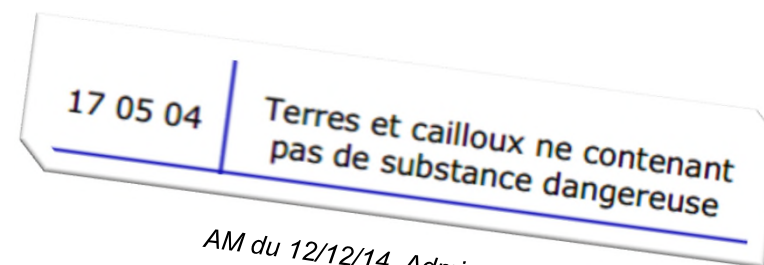 17 05 04
Terres et cailloux ne contenant
pas de substance dangereuse
AM du 12/12/14